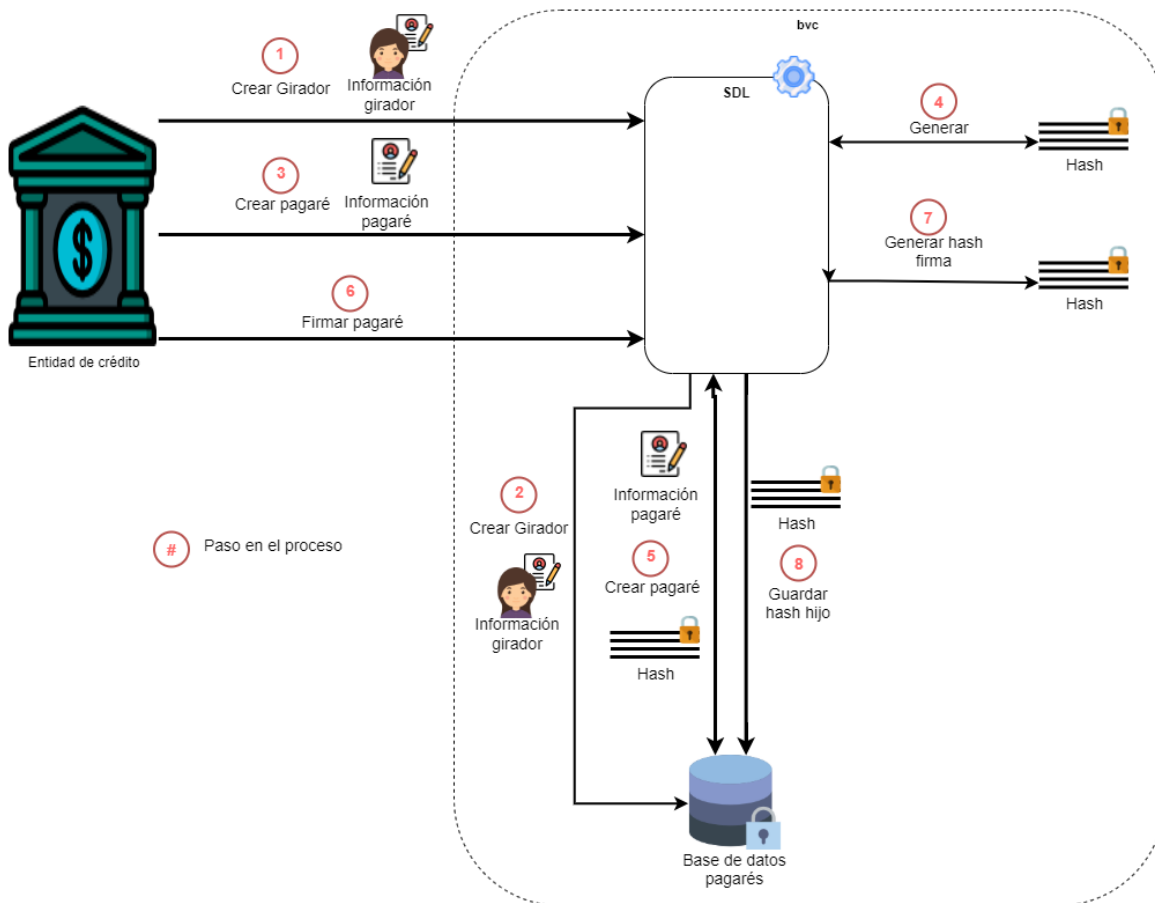 bvc
1
Crear Girador
Información
girador
SDL
4
Generar
Hash
3
Crear pagaré
Información
pagaré
7
Generar hash
firma
Hash
6
Firmar pagaré
Entidad de crédito
2
Crear Girador
Información
girador
Información
pagaré
5
Crear pagaré
Hash
Hash
8
Guardar
hash hijo
#
Paso en el proceso
Base de datos
pagarés